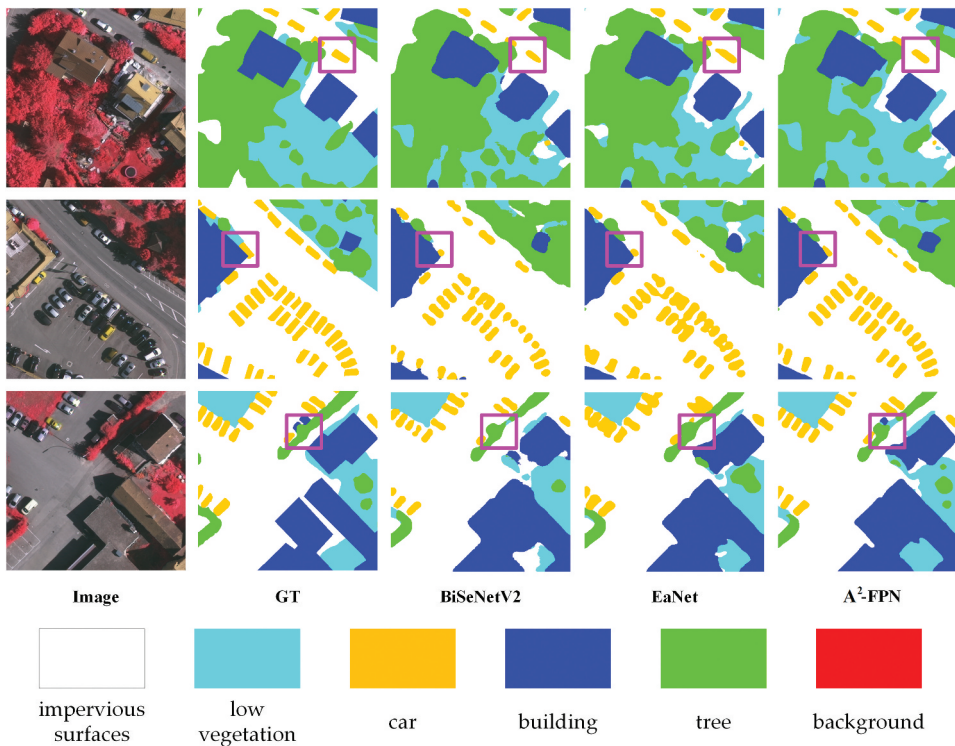 Image GT BiSeNetV2 EaNet A²-FPN
impervious
surfaces
low
vegetation
car
building
tree
background